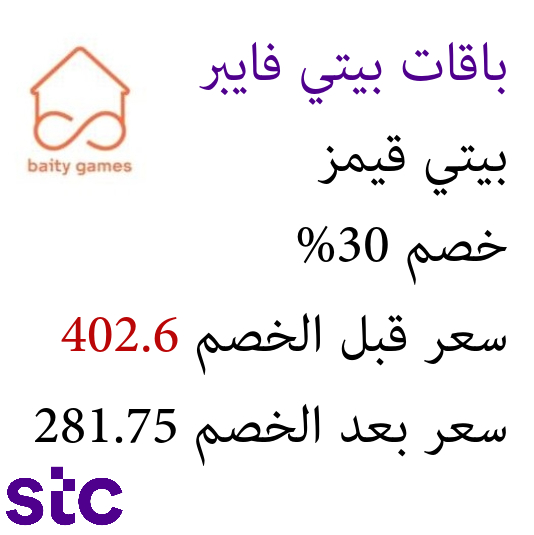 باقات بيتي فايبر
baity games
بيتي قيمز
خصم 30%
سعر قبل الخصم 402.6
سعر بعد الخصم 281.75
stc